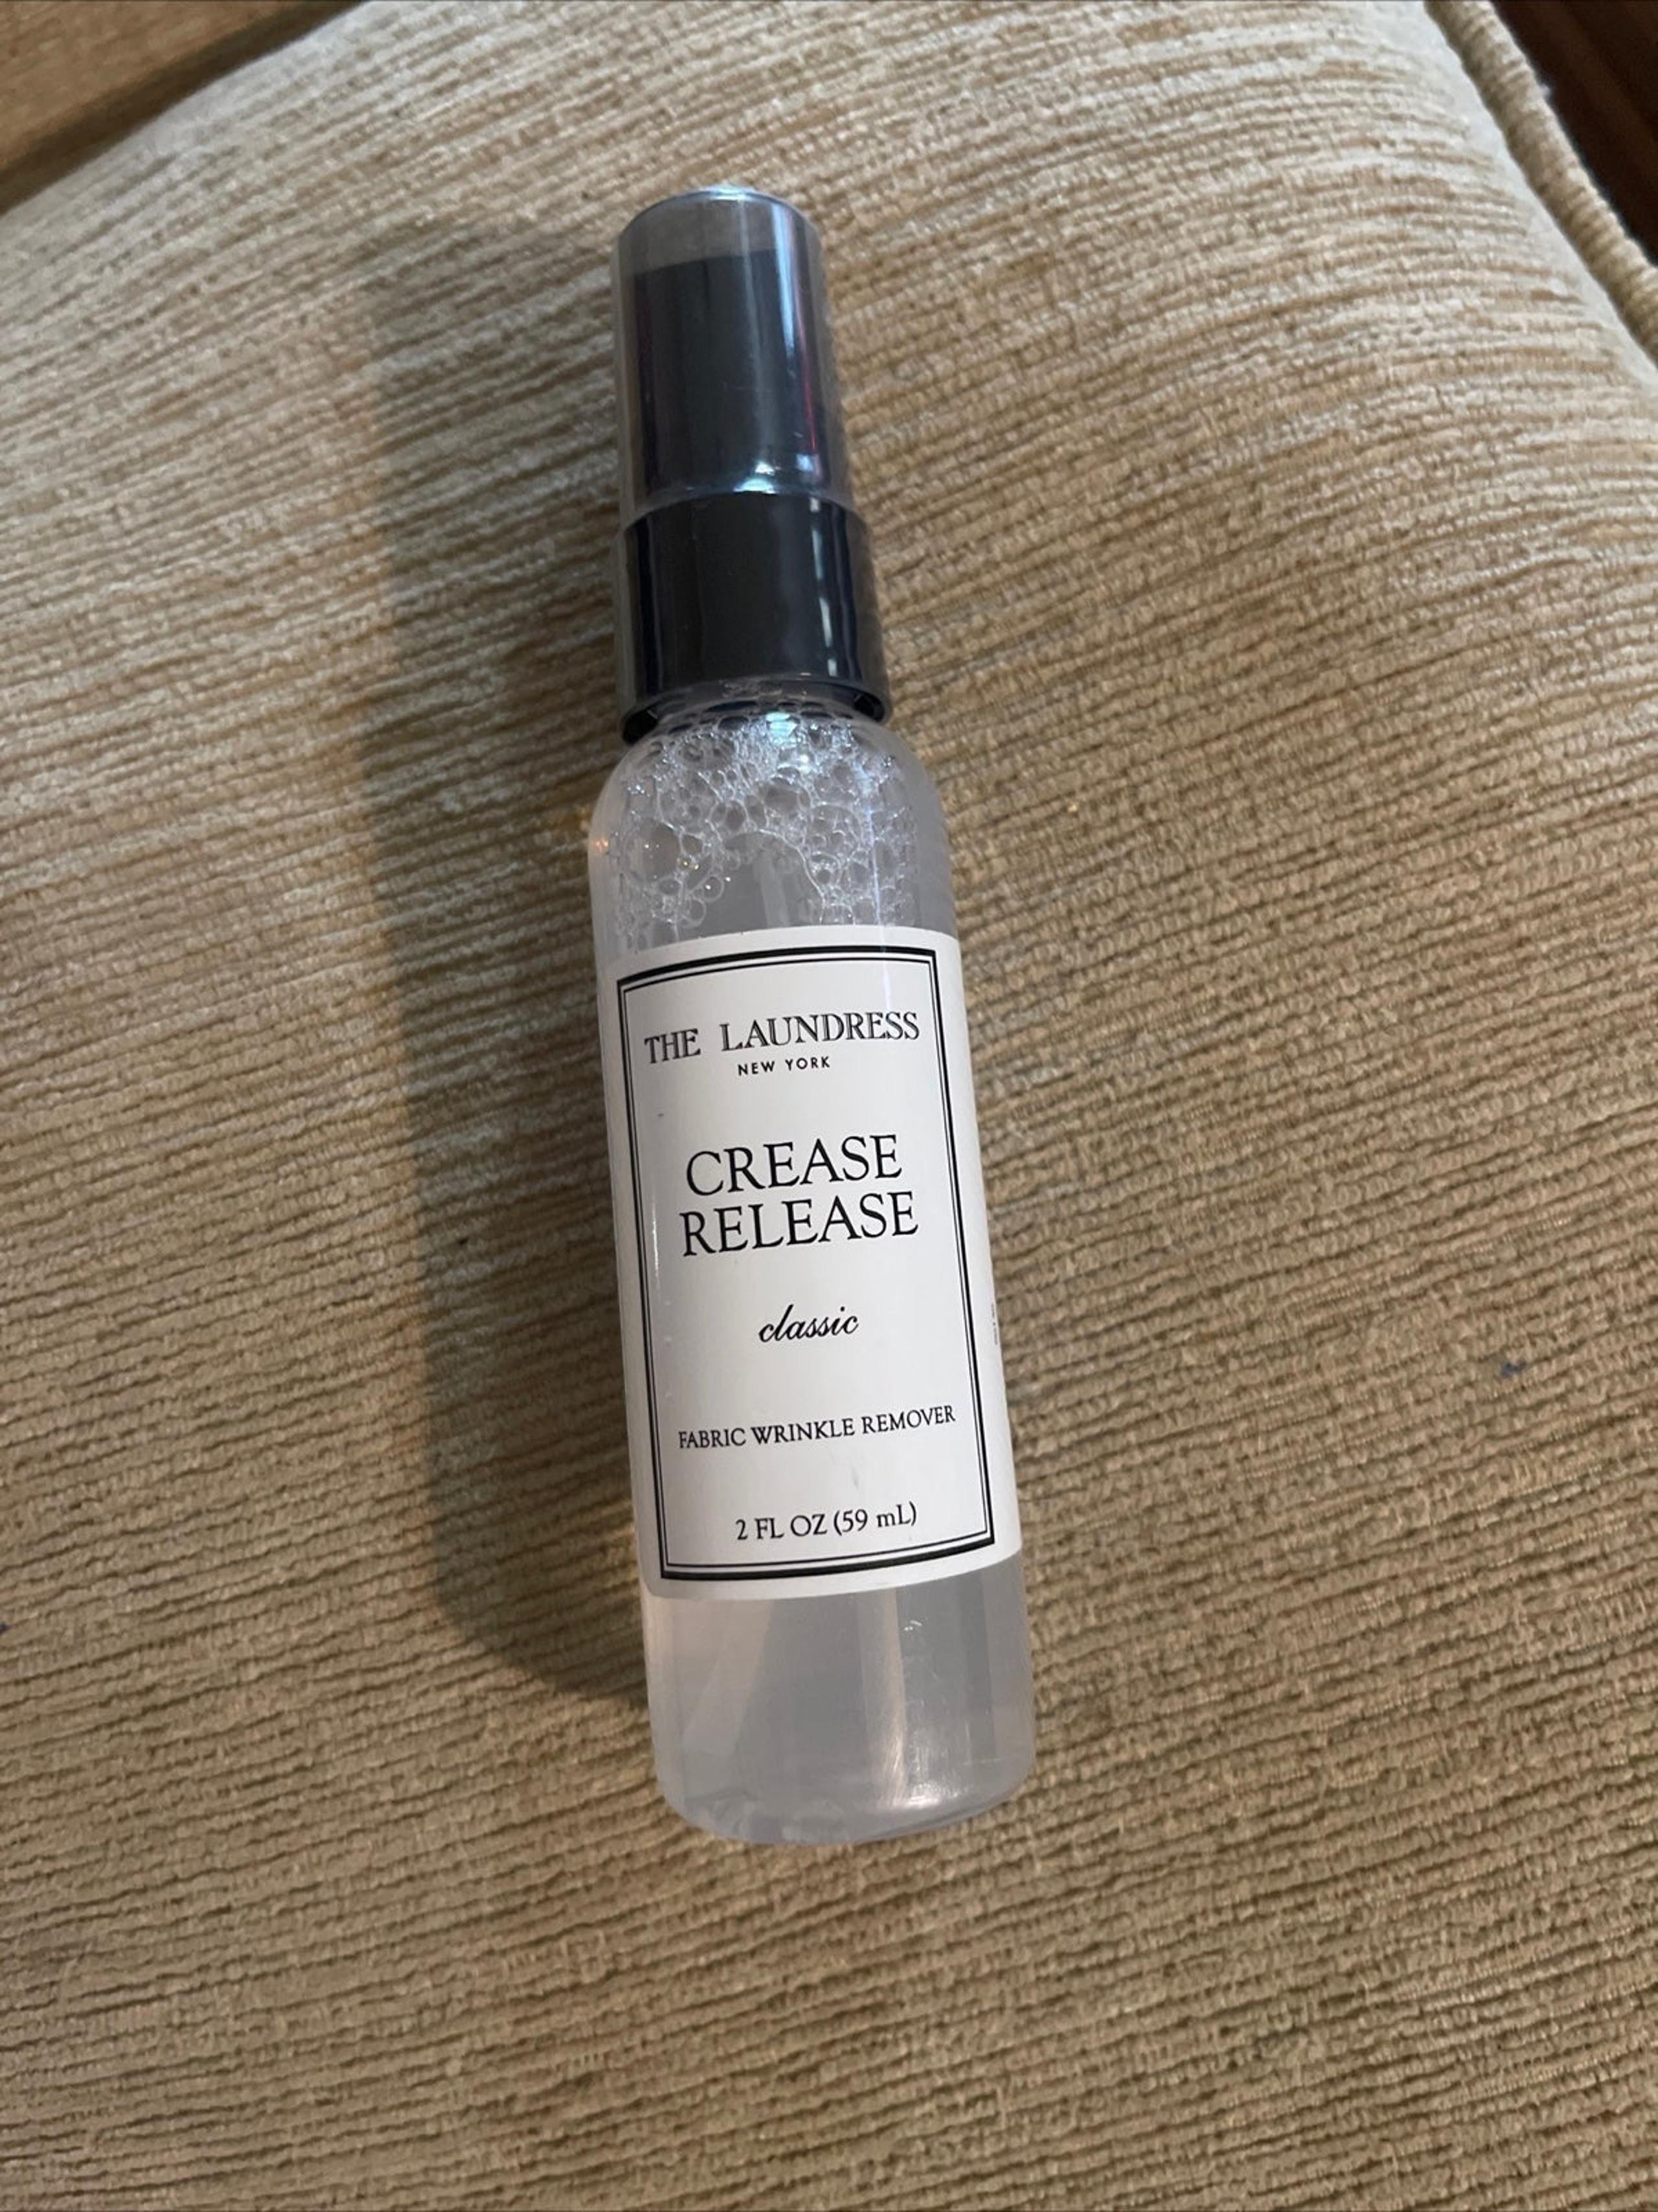 THE LAUNDRESS
NEW YORK
CREASE
RELEASE
classic
FABRIC WRINKLE REMOVER
2 FL OZ (59 mL)